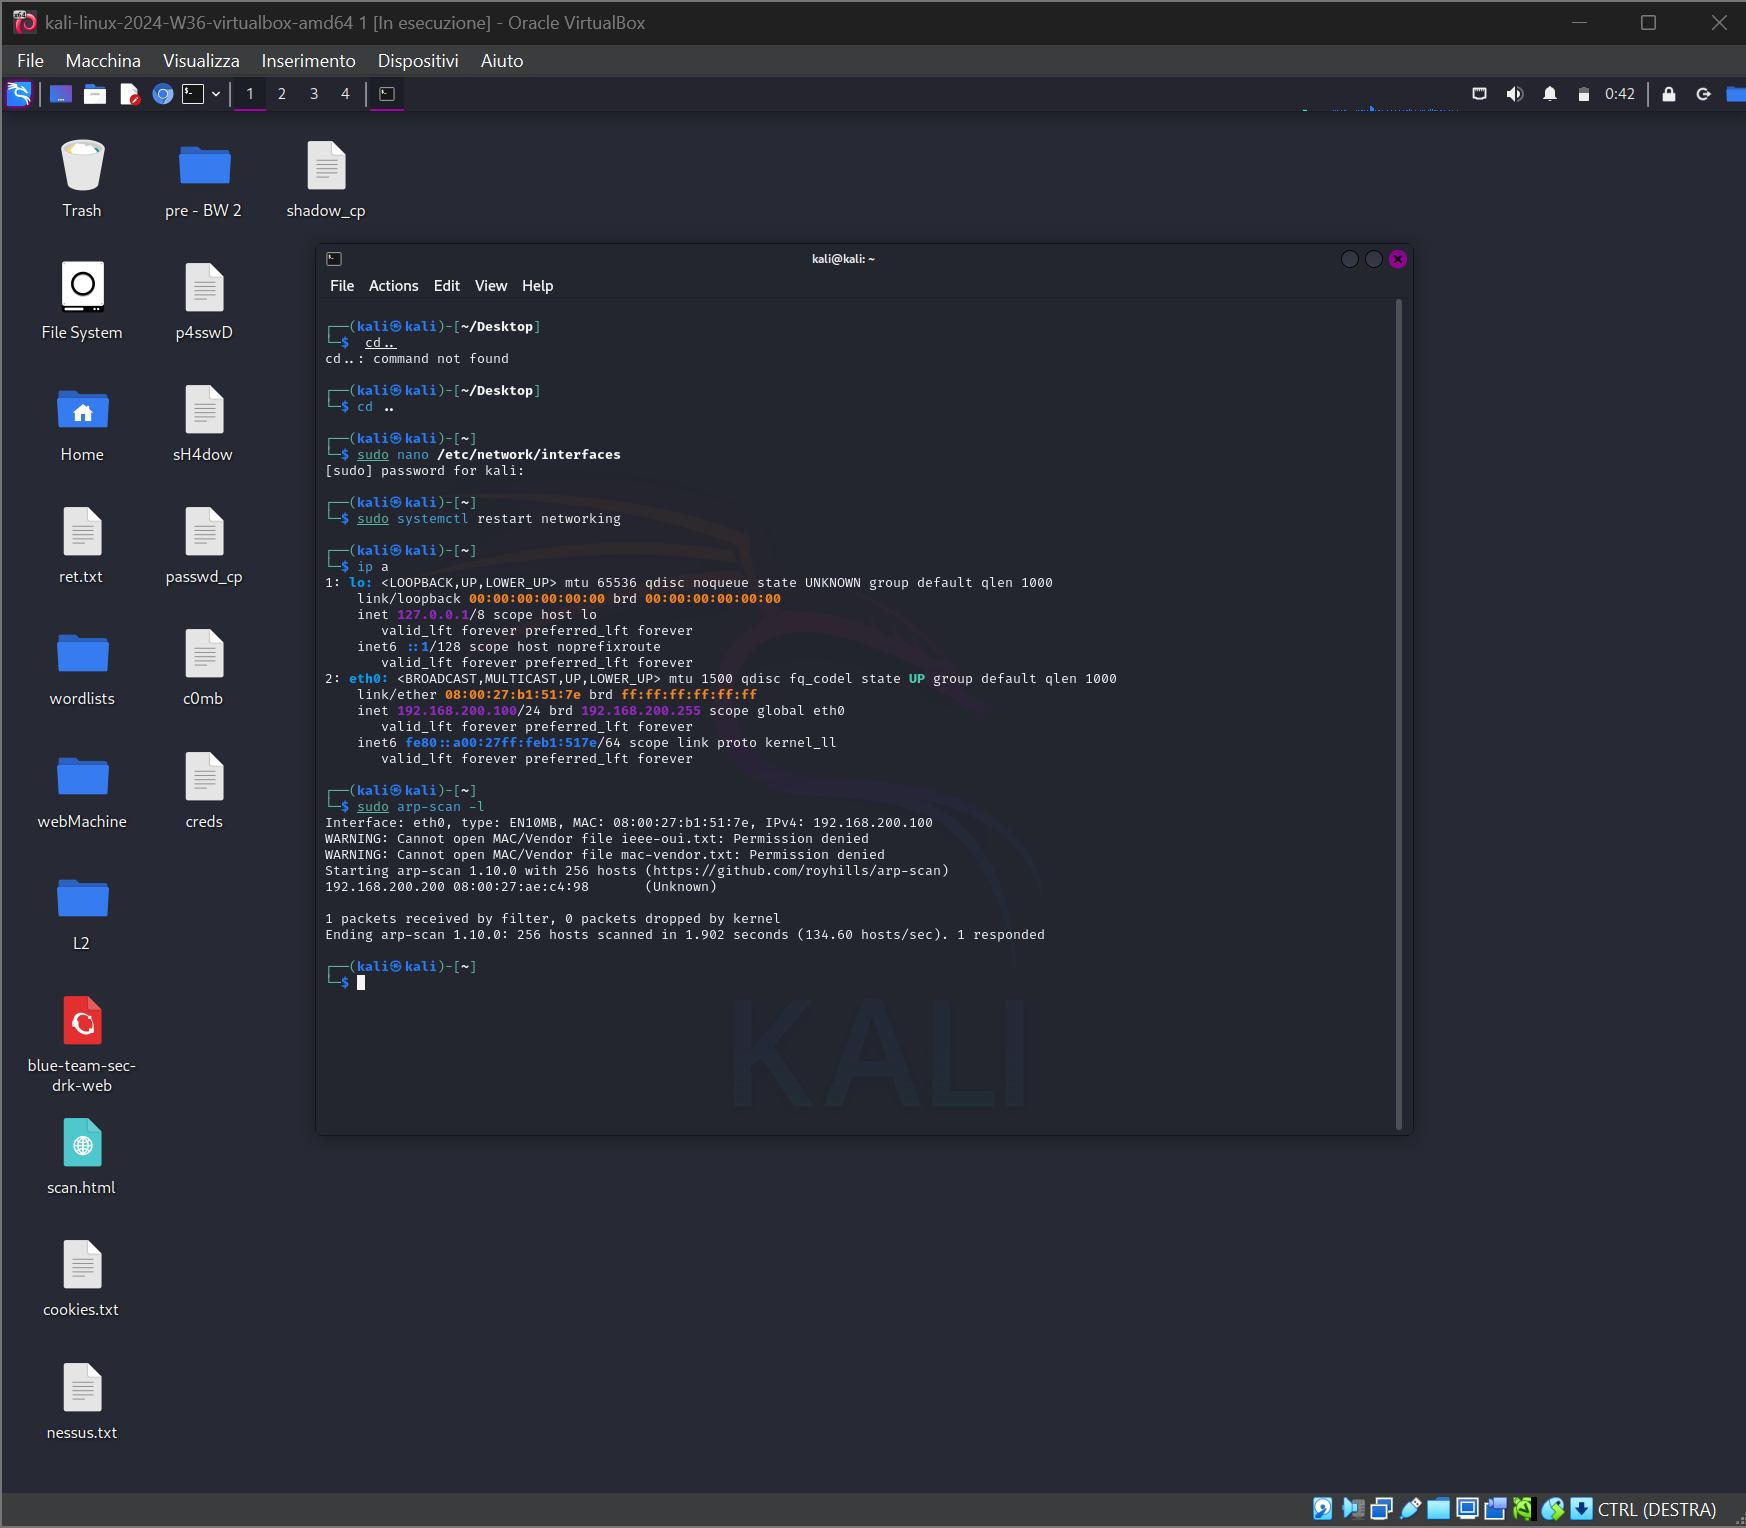 kali-linux-2024-W36-virtualbox-amd64 1 [In esecuzione] - Oracle VirtualBox
File Macchina Visualizza Inserimento Dispositivi Aiuto
1 2 3 4 0:42
Trash
pre - BW 2
shadow_cp
File System
p4sswD
Home
sH4dow
ret.txt
passwd_cp
wordlists
c0mb
webMachine
creds
L2
blue-team-sec-
drk-web
scan.html
cookies.txt
nessus.txt
kali@kali: ~
File Actions Edit View Help
┌──(kali㉿kali)-[~/Desktop]
└─$  cd..
cd..: command not found
┌──(kali㉿kali)-[~/Desktop]
└─$ cd ..
┌──(kali㉿kali)-[~]
└─$ sudo nano /etc/network/interfaces
[sudo] password for kali:
┌──(kali㉿kali)-[~]
└─$ sudo systemctl restart networking
┌──(kali㉿kali)-[~]
└─$ ip a
1: lo: <LOOPBACK,UP,LOWER_UP> mtu 65536 qdisc noqueue state UNKNOWN group default qlen 1000
    link/loopback 00:00:00:00:00:00 brd 00:00:00:00:00:00
    inet 127.0.0.1/8 scope host lo
       valid_lft forever preferred_lft forever
    inet6 ::1/128 scope host noprefixroute
       valid_lft forever preferred_lft forever
2: eth0: <BROADCAST,MULTICAST,UP,LOWER_UP> mtu 1500 qdisc fq_codel state UP group default qlen 1000
    link/ether 08:00:27:b1:51:7e brd ff:ff:ff:ff:ff:ff
    inet 192.168.200.100/24 brd 192.168.200.255 scope global eth0
       valid_lft forever preferred_lft forever
    inet6 fe80::a00:27ff:feb1:517e/64 scope link proto kernel_ll
       valid_lft forever preferred_lft forever
┌──(kali㉿kali)-[~]
└─$ sudo arp-scan -l
Interface: eth0, type: EN10MB, MAC: 08:00:27:b1:51:7e, IPv4: 192.168.200.100
WARNING: Cannot open MAC/Vendor file ieee-oui.txt: Permission denied
WARNING: Cannot open MAC/Vendor file mac-vendor.txt: Permission denied
Starting arp-scan 1.10.0 with 256 hosts (https://github.com/royhills/arp-scan)
192.168.200.200 08:00:27:ae:c4:98       (Unknown)
1 packets received by filter, 0 packets dropped by kernel
Ending arp-scan 1.10.0: 256 hosts scanned in 1.902 seconds (134.60 hosts/sec). 1 responded
┌──(kali㉿kali)-[~]
└─$
KALI
CTRL (DESTRA)